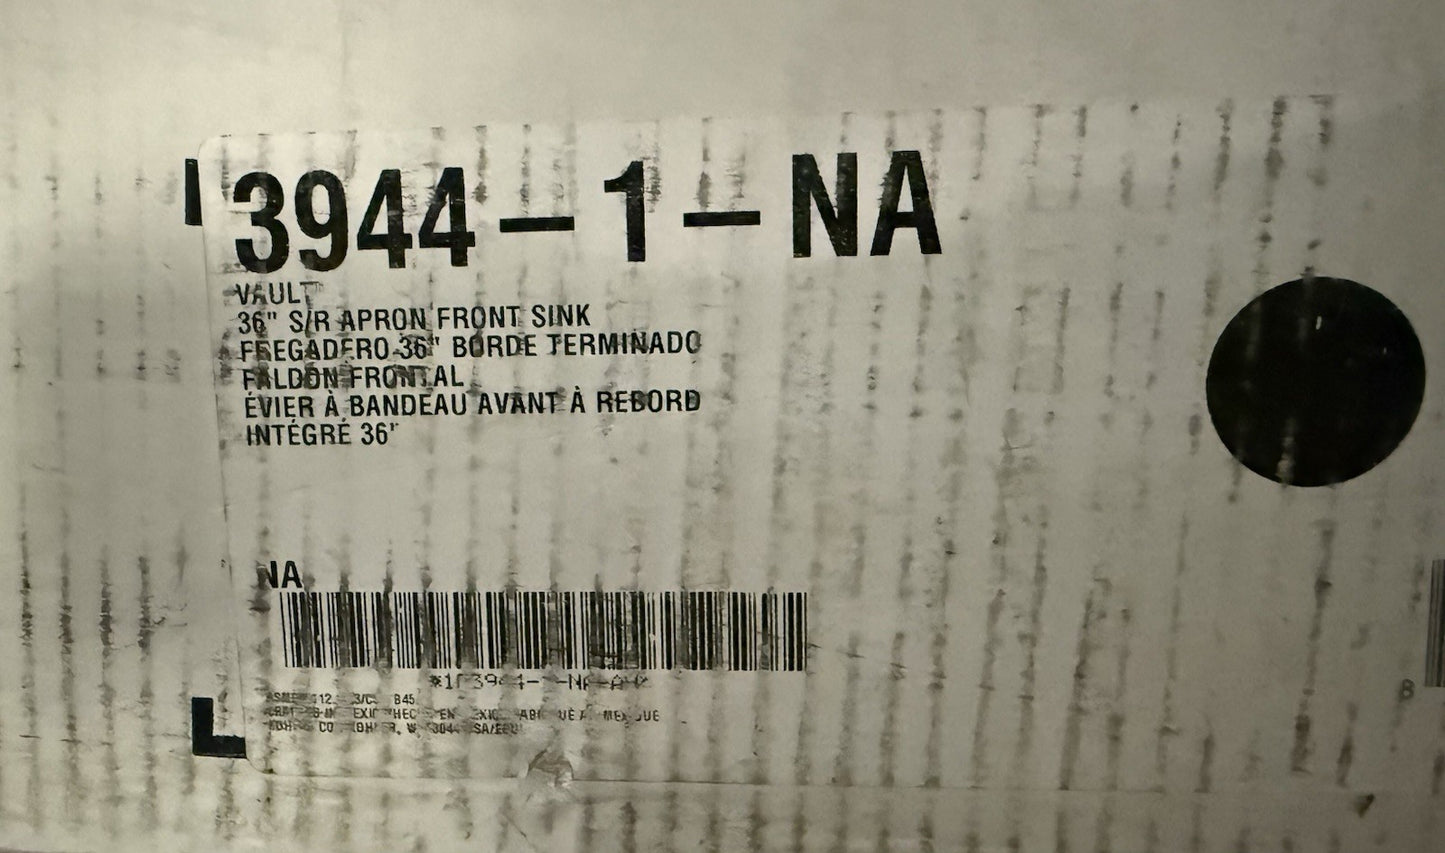 3944-1-NA
VAULT
36" S/R APRON FRONT SINK
FREGADERO 36" BORDE TERMINADO
FALDON FRONTAL
ÉVIER À BANDEAU AVANT À REBORD
INTÉGRÉ 36"
NA
B45